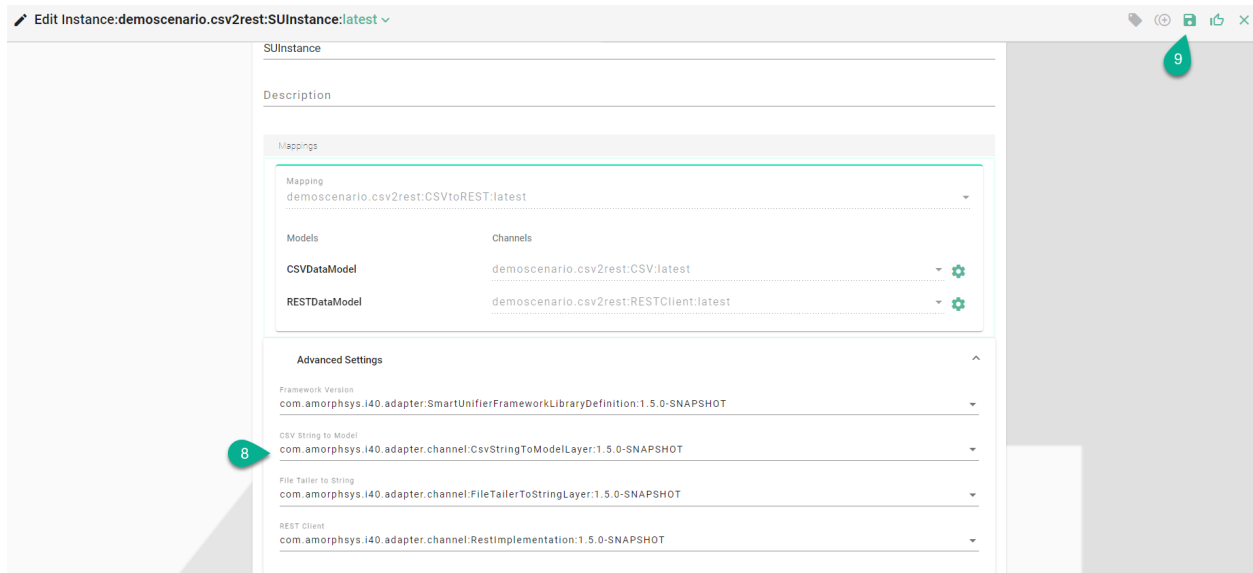 Edit Instance:demoscenario.csv2rest:SUInstance:latest
9
SUInstance
Description
Mappings
Mapping
demoscenario.csv2rest:CSVtoREST:latest
Models Channels
CSVDataModel demoscenario.csv2rest:CSV:latest
RESTDataModel demoscenario.csv2rest:RESTClient:latest
Advanced Settings
Framework Version
com.amorphsys.i40.adapter:SmartUnifierFrameworkLibraryDefinition:1.5.0-SNAPSHOT
CSV String to Model
8 com.amorphsys.i40.adapter.channel:CsvStringToModelLayer:1.5.0-SNAPSHOT
File Tailer to String
com.amorphsys.i40.adapter.channel:FileTailerToStringLayer:1.5.0-SNAPSHOT
REST Client
com.amorphsys.i40.adapter.channel:RestImplementation:1.5.0-SNAPSHOT